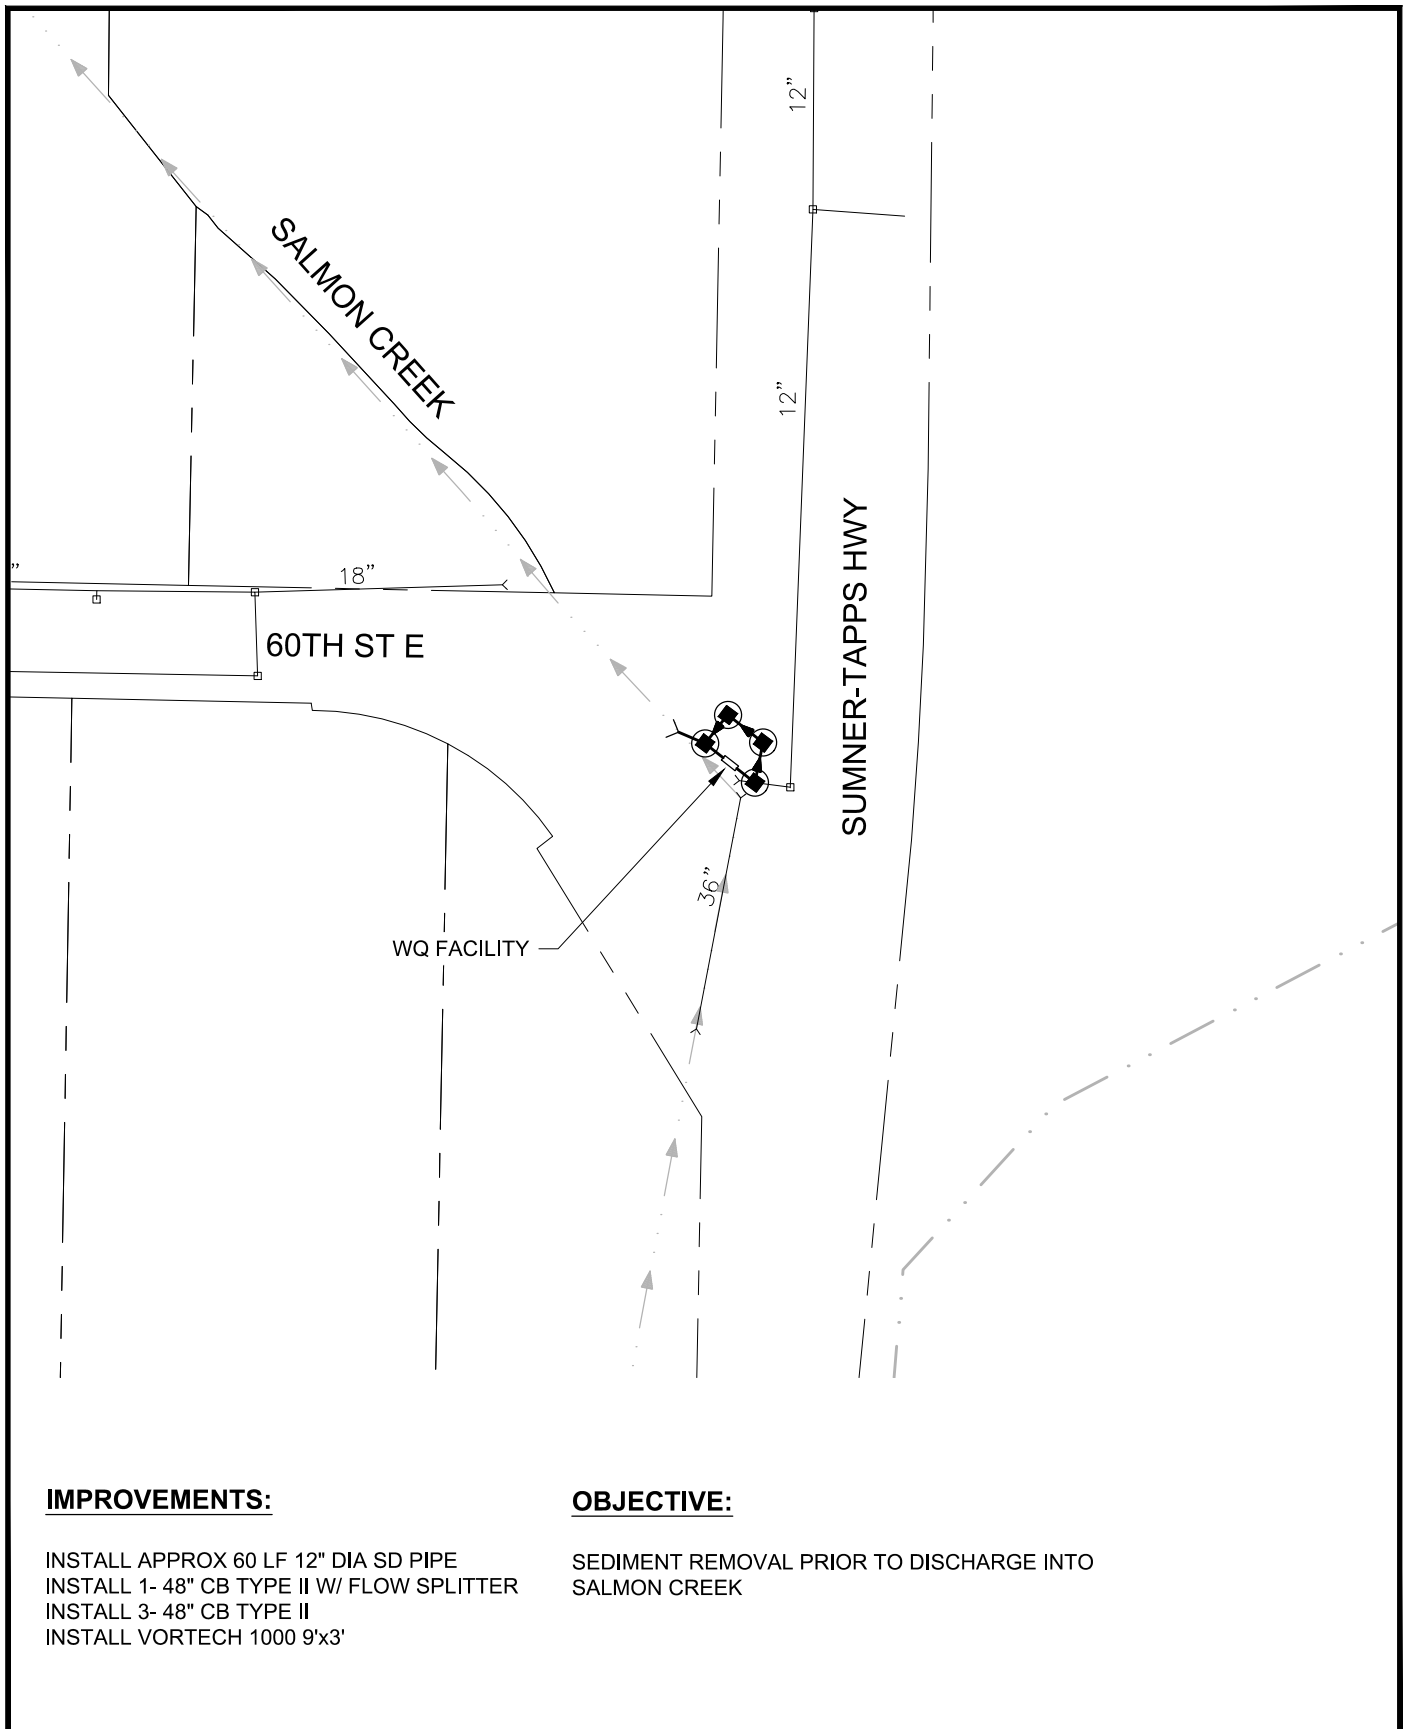 12”
SALMON CREEK
12”
SUMNER-TAPPS HWY
”
18”
60TH ST E
36”
WQ FACILITY
IMPROVEMENTS:
INSTALL APPROX 60 LF 12" DIA SD PIPE
INSTALL 1- 48" CB TYPE II W/ FLOW SPLITTER
INSTALL 3- 48" CB TYPE II
INSTALL VORTECH 1000 9'x3'
OBJECTIVE:
SEDIMENT REMOVAL PRIOR TO DISCHARGE INTO
SALMON CREEK